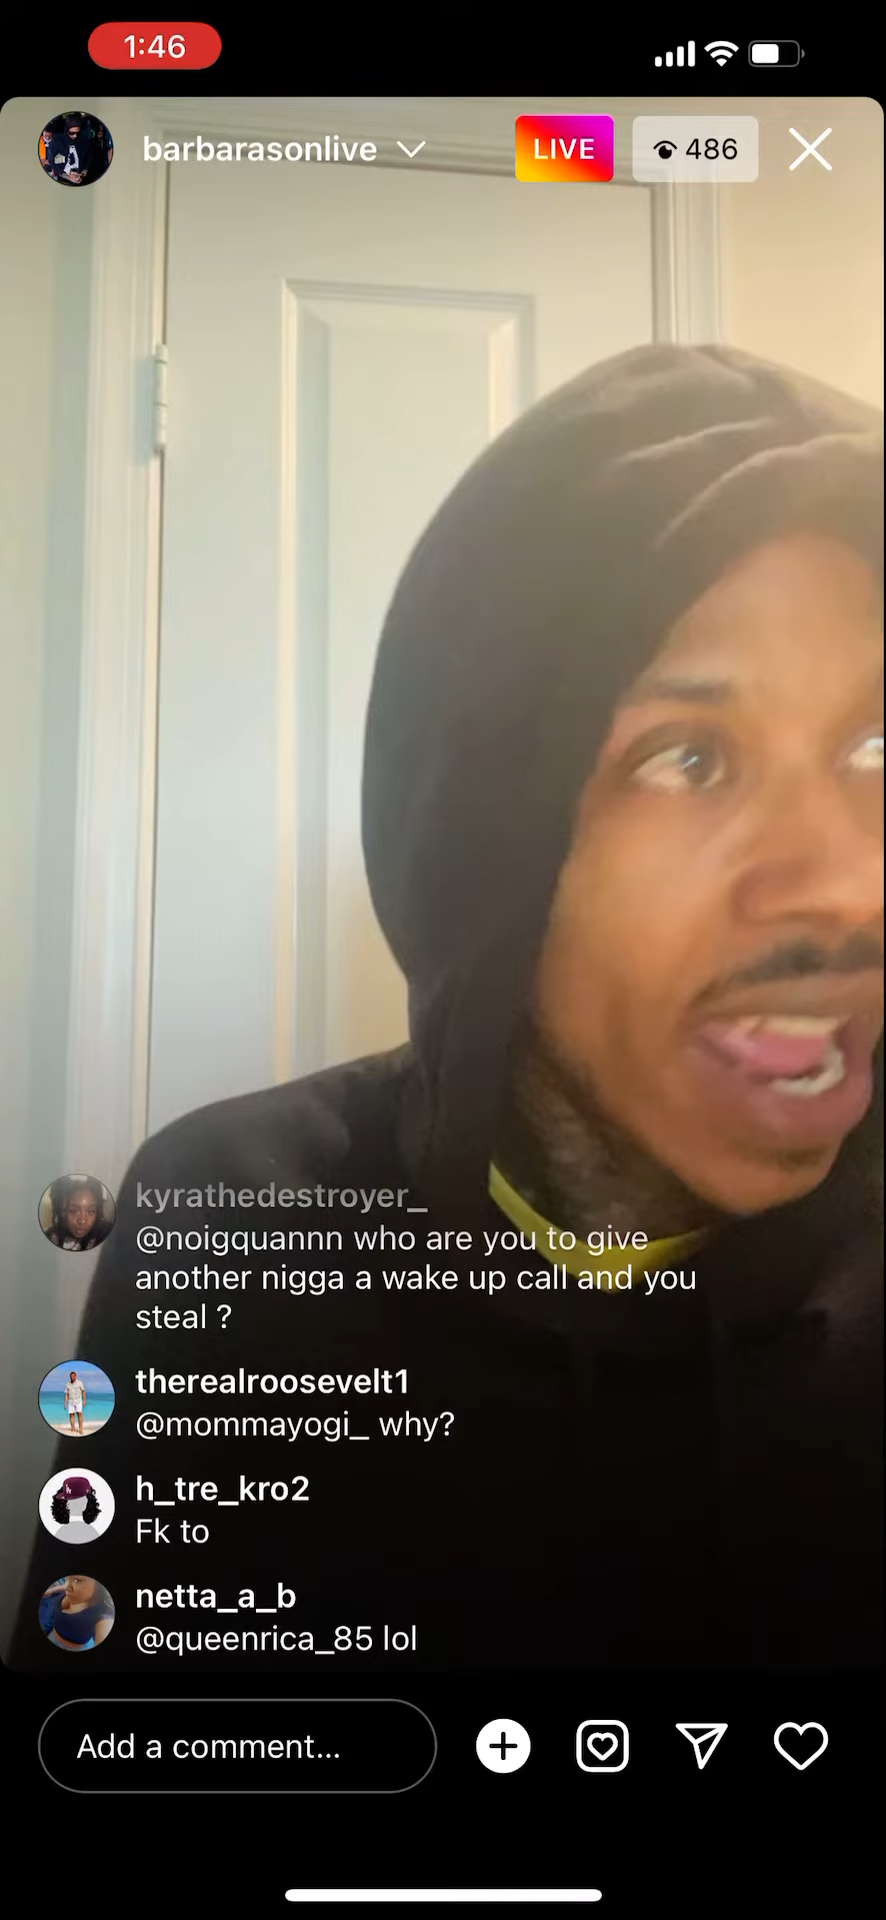 1:46
barbarasonlive
LIVE
486
kyrathedestroyer_
@noigquannn who are you to give
another nigga a wake up call and you
steal ?
therealroosevelt1
@mommayogi_ why?
h_tre_kro2
Fk to
netta_a_b
@queenrica_85 lol
Add a comment...